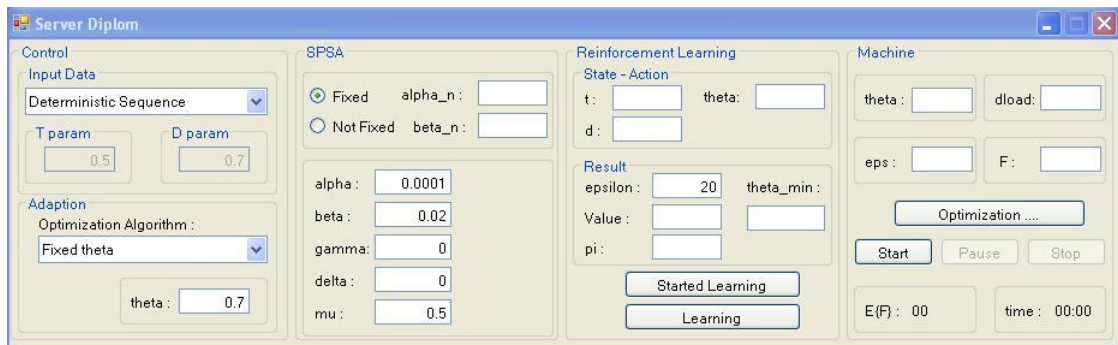 Server Diplom
Control
Input Data
Deterministic Sequence
T param
D param
0.5
0.7
Adaption
Optimization Algorithm :
Fixed theta
theta : 0.7
SPSA
Fixed alpha_n :
Not Fixed beta_n :
alpha : 0.0001
beta : 0.02
gamma: 0
delta : 0
mu : 0.5
Reinforcement Learning
State - Action
t : theta:
d :
Result
epsilon : 20 theta_min :
Value :
pi :
Started Learning
Learning
Machine
theta : dload:
eps : F :
Optimization ....
Start Pause Stop
E{F} : 00 time : 00:00